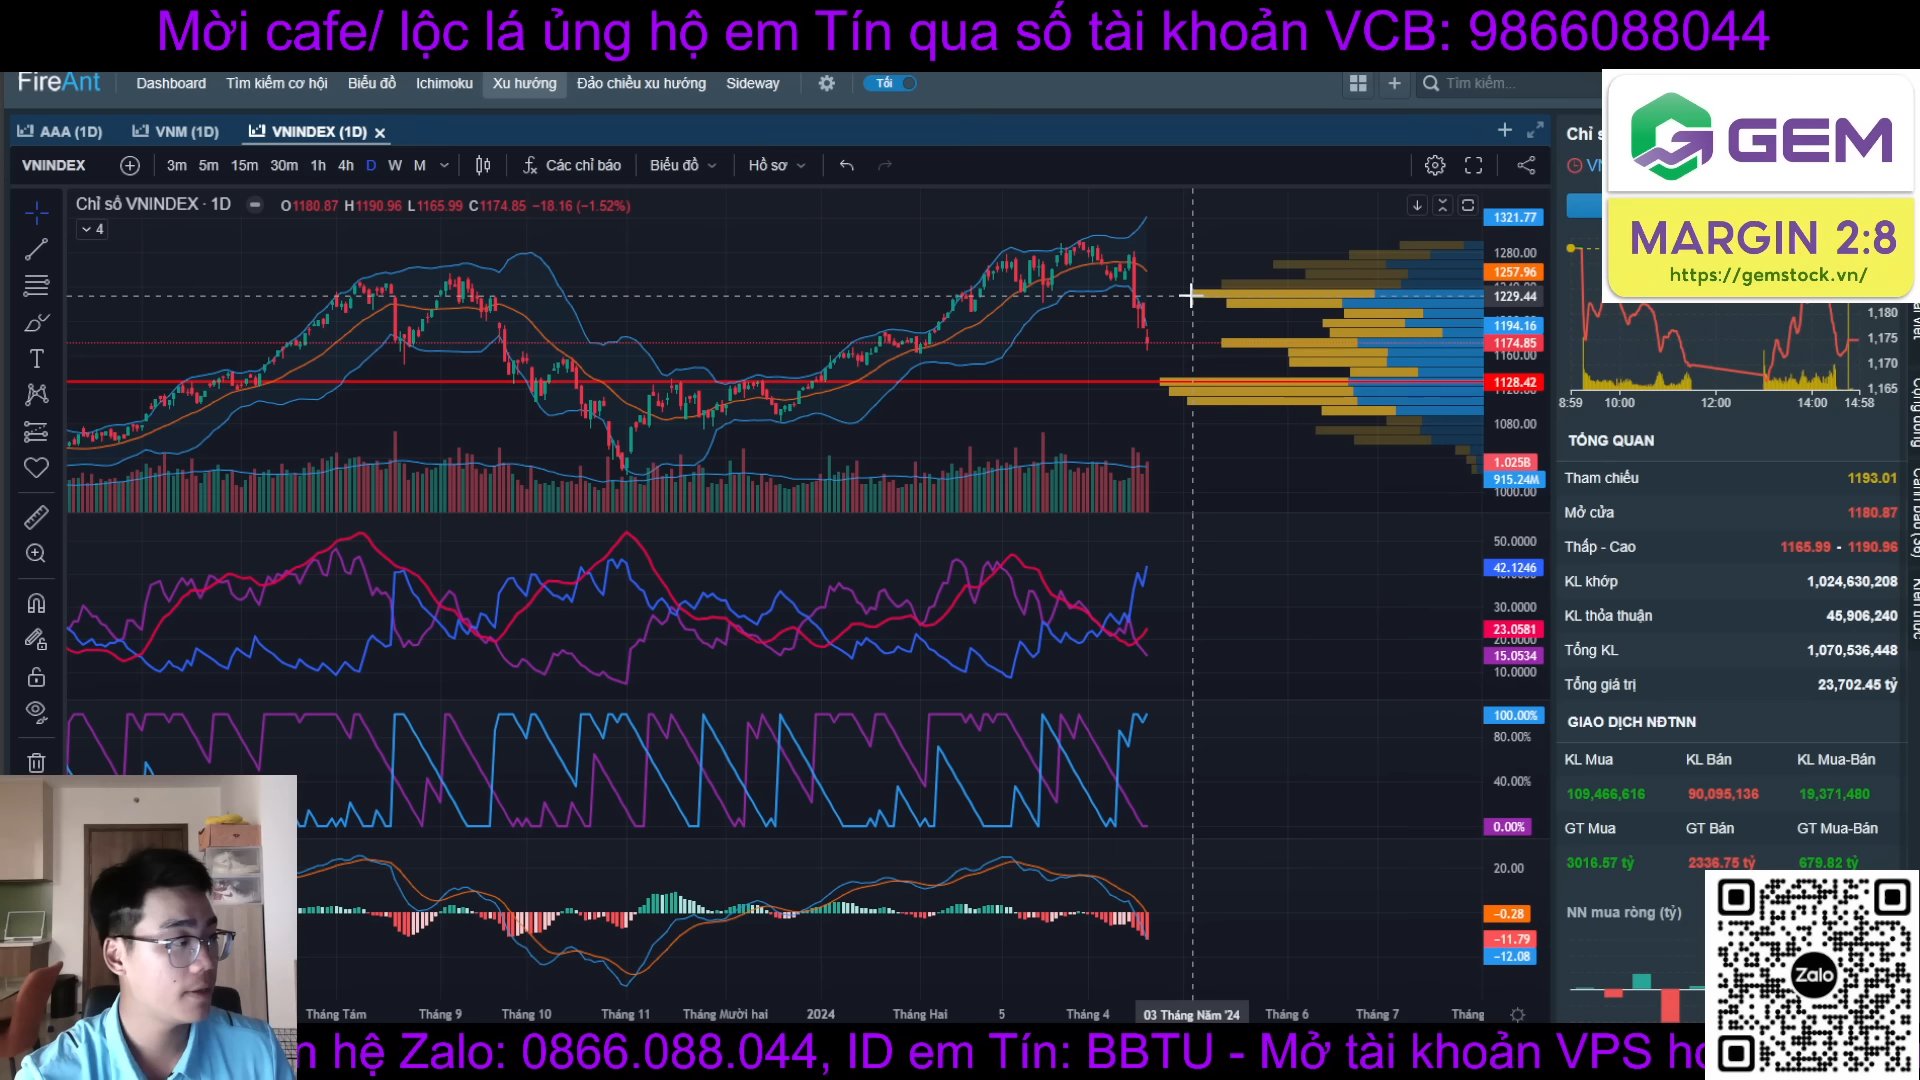 Mời cafe/ lộc lá ủng hộ em Tín qua số tài khoản VCB: 9866088044
FireAnt Dashboard Tìm kiếm cơ hội Biểu đồ Ichimoku Xu hướng Đảo chiều xu hướng Sideway Tối Tìm kiếm...
AAA (1D) VNM (1D) VNINDEX (1D)
VNINDEX 3m 5m 15m 30m 1h 4h D W M Các chỉ báo Biểu đồ Hồ sơ
Chỉ số VNINDEX · 1D O1180.87 H1190.96 L1165.99 C1174.85 −18.16 (−1.52%)
4
1321.77
1280.00
1257.96
1229.44
1194.16
1174.85
1160.00
1128.42
1080.00
1.025B
915.24M
1000.00
50.0000
42.1246
30.0000
23.0581
20.0000
15.0534
10.0000
100.00%
80.00%
40.00%
0.00%
20.00
−0.28
−11.79
−12.08
Tháng Tám Tháng 9 Tháng 10 Tháng 11 Tháng Mười hai 2024 Tháng Hai 5 Tháng 4 03 Tháng Năm '24 Tháng 6 Tháng 7 Tháng
GEM
MARGIN 2:8
https://gemstock.vn/
1,180
1,175
1,170
1,165
8:59 10:00 12:00 14:00 14:58
TỔNG QUAN
Tham chiếu 1193.01
Mở cửa 1180.87
Thấp - Cao 1165.99 - 1190.96
KL khớp 1,024,630,208
KL thỏa thuận 45,906,240
Tổng KL 1,070,536,448
Tổng giá trị 23,702.45 tỷ
GIAO DỊCH NĐTNN
KL Mua KL Bán KL Mua-Bán
109,466,616 90,095,136 19,371,480
GT Mua GT Bán GT Mua-Bán
3016.57 tỷ 2336.75 tỷ 679.82 tỷ
NN mua ròng (tỷ)
Zalo
hệ Zalo: 0866.088.044, ID em Tín: BBTU - Mở tài khoản VPS